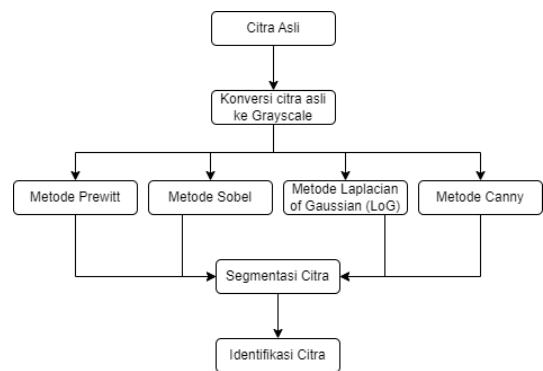 Citra Asli
Konversi citra asli
ke Grayscale
Metode Prewitt
Metode Sobel
Metode Laplacian
of Gaussian (LoG)
Metode Canny
Segmentasi Citra
Identifikasi Citra